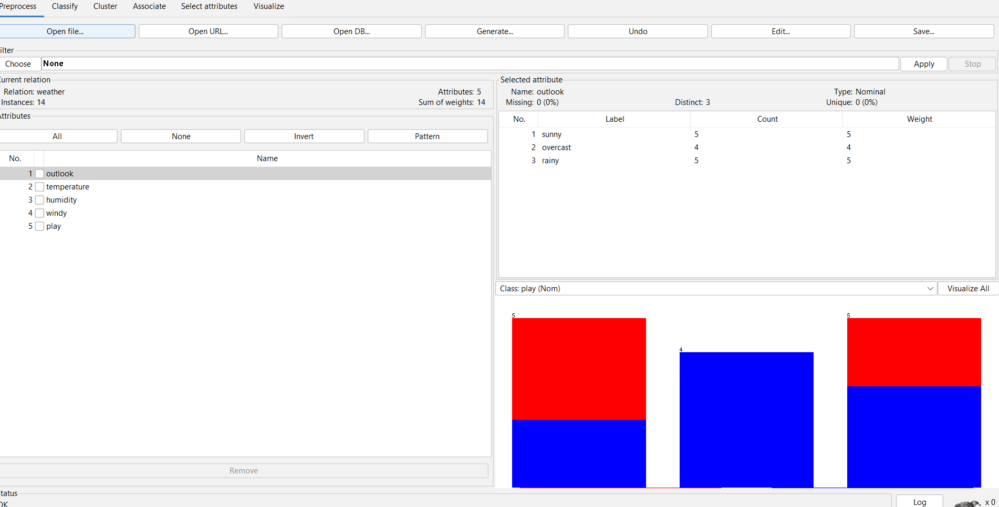 Preprocess Classify Cluster Associate Select attributes Visualize
Open file... Open URL... Open DB... Generate... Undo Edit... Save...
ilter
Choose None Apply Stop
Current relation
Relation: weather Attributes: 5
Instances: 14 Sum of weights: 14
Attributes
All None Invert Pattern
No. Name
1 outlook
2 temperature
3 humidity
4 windy
5 play
Remove
Selected attribute
Name: outlook Type: Nominal
Missing: 0 (0%) Distinct: 3 Unique: 0 (0%)
No. Label Count Weight
1 sunny 5 5
2 overcast 4 4
3 rainy 5 5
Class: play (Nom) Visualize All
5 4 5
tatus
OK
Log x 0